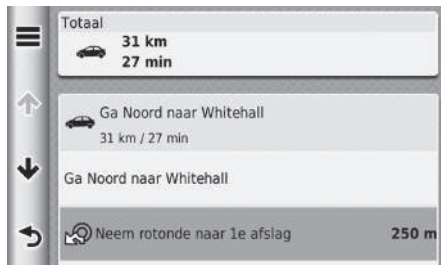 Totaal
31 km
27 min
Ga Noord naar Whitehall
31 km / 27 min
Ga Noord naar Whitehall
Neem rotonde naar 1e afslag 250 m